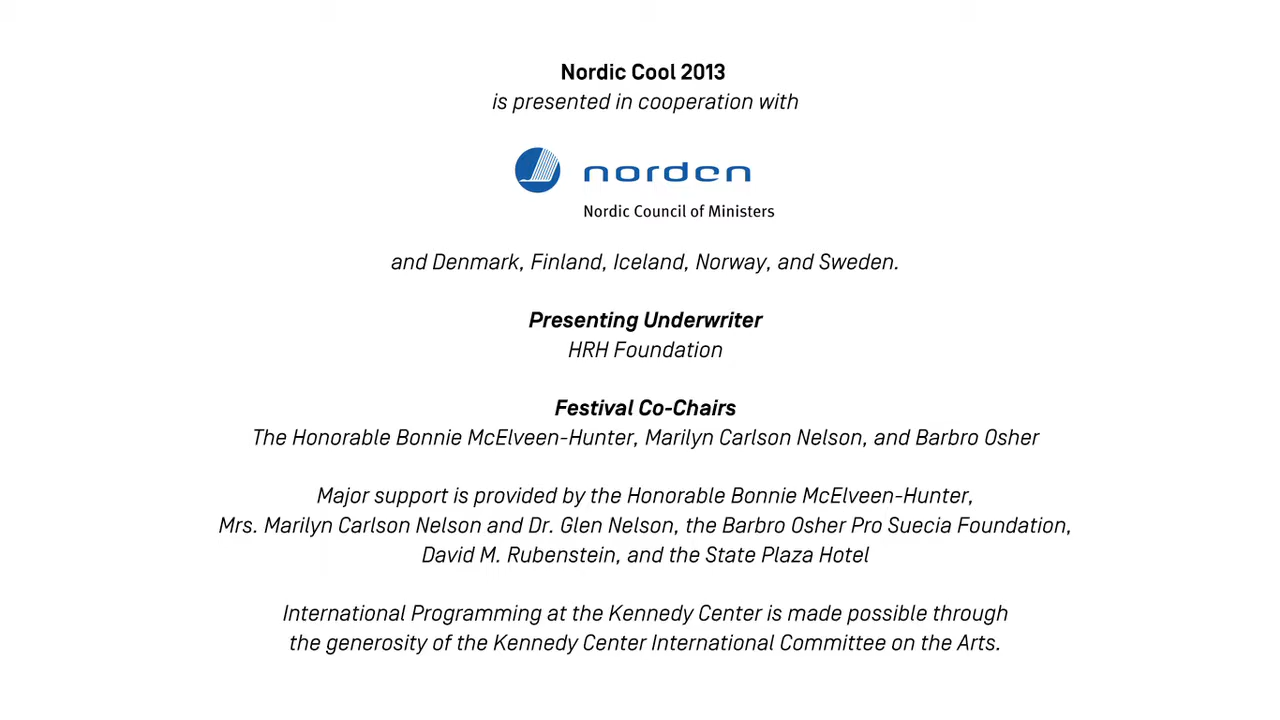 Nordic Cool 2013
is presented in cooperation with
norden
Nordic Council of Ministers
and Denmark, Finland, Iceland, Norway, and Sweden.
Presenting Underwriter
HRH Foundation
Festival Co-Chairs
The Honorable Bonnie McElveen-Hunter, Marilyn Carlson Nelson, and Barbro Osher
Major support is provided by the Honorable Bonnie McElveen-Hunter,
Mrs. Marilyn Carlson Nelson and Dr. Glen Nelson, the Barbro Osher Pro Suecia Foundation,
David M. Rubenstein, and the State Plaza Hotel
International Programming at the Kennedy Center is made possible through
the generosity of the Kennedy Center International Committee on the Arts.